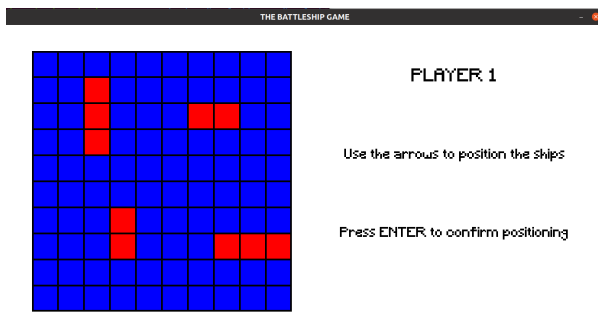 THE BATTLESHIP GAME
PLAYER 1
Use the arrows to position the ships
Press ENTER to confirm positioning